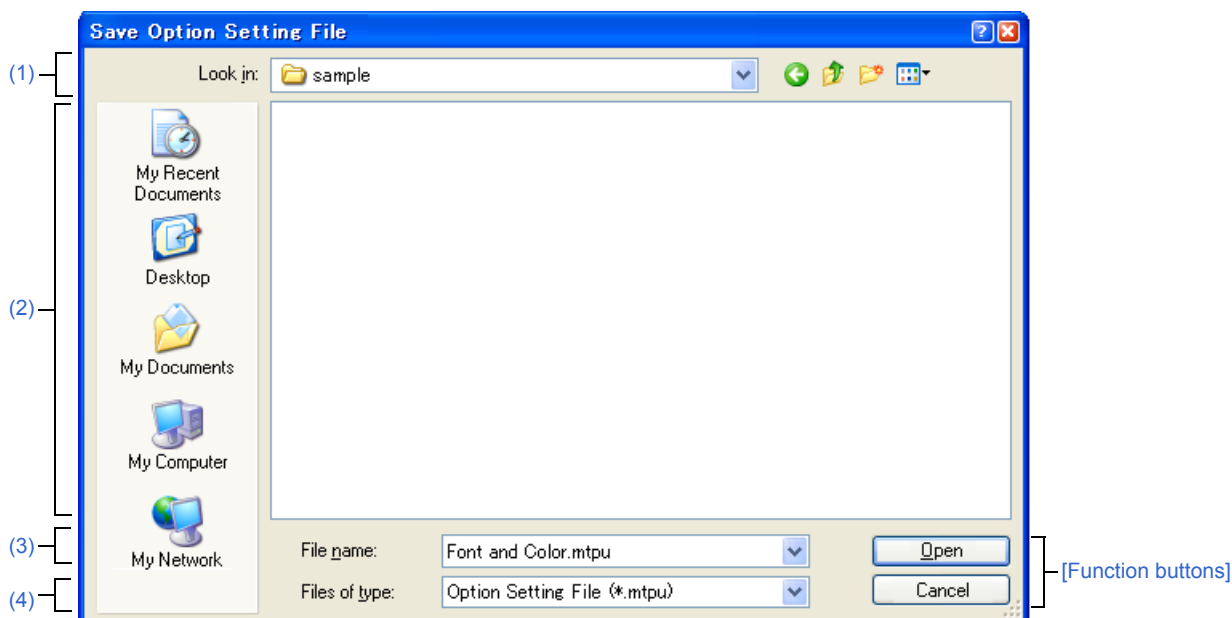 Save Option Setting File
(1)
Look in:
sample
(2)
My Recent
Documents
Desktop
My Documents
My Computer
My Network
(3)
File name:
Font and Color.mtpu
Open
(4)
Files of type:
Option Setting File (*.mtpu)
Cancel
[Function buttons]